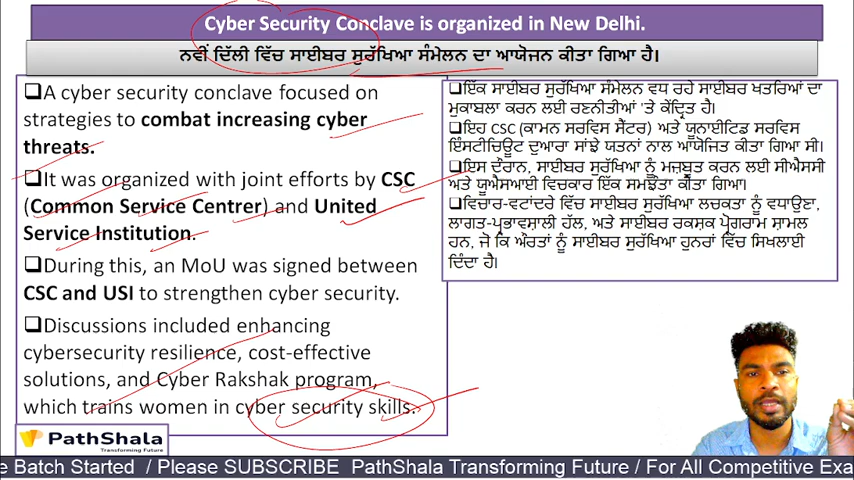 Cyber Security Conclave is organized in New Delhi.
ਨਵੀਂ ਦਿੱਲੀ ਵਿੱਚ ਸਾਈਬਰ ਸੁਰੱਖਿਆ ਸੰਮੇਲਨ ਦਾ ਆਯੋਜਨ ਕੀਤਾ ਗਿਆ ਹੈ।
❑A cyber security conclave focused on
strategies to combat increasing cyber
threats.
❑It was organized with joint efforts by CSC
(Common Service Centrer) and United
Service Institution.
❑During this, an MoU was signed between
CSC and USI to strengthen cyber security.
❑Discussions included enhancing
cybersecurity resilience, cost-effective
solutions, and Cyber Rakshak program,
which trains women in cyber security skills.
❑ਇੱਕ ਸਾਈਬਰ ਸੁਰੱਖਿਆ ਸੰਮੇਲਨ ਵਧ ਰਹੇ ਸਾਈਬਰ ਖਤਰਿਆਂ ਦਾ
ਮੁਕਾਬਲਾ ਕਰਨ ਲਈ ਰਣਨੀਤੀਆਂ 'ਤੇ ਕੇਂਦ੍ਰਿਤ ਹੈ।
❑ਇਹ CSC (ਕਾਮਨ ਸਰਵਿਸ ਸੈਂਟਰ) ਅਤੇ ਯੂਨਾਈਟਿਡ ਸਰਵਿਸ
ਇੰਸਟੀਚਿਊਟ ਦੁਆਰਾ ਸਾਂਝੇ ਯਤਨਾਂ ਨਾਲ ਆਯੋਜਿਤ ਕੀਤਾ ਗਿਆ ਸੀ।
❑ਇਸ ਦੌਰਾਨ, ਸਾਈਬਰ ਸੁਰੱਖਿਆ ਨੂੰ ਮਜ਼ਬੂਤ ਕਰਨ ਲਈ ਸੀਐਸਸੀ
ਅਤੇ ਯੂਐਸਆਈ ਵਿਚਕਾਰ ਇੱਕ ਸਮਝੌਤਾ ਕੀਤਾ ਗਿਆ।
❑ਵਿਚਾਰ-ਵਟਾਂਦਰੇ ਵਿੱਚ ਸਾਈਬਰ ਸੁਰੱਖਿਆ ਲਚਕਤਾ ਨੂੰ ਵਧਾਉਣਾ,
ਲਾਗਤ-ਪ੍ਰਭਾਵਸ਼ਾਲੀ ਹੱਲ, ਅਤੇ ਸਾਈਬਰ ਰਕਸ਼ਕ ਪ੍ਰੋਗਰਾਮ ਸ਼ਾਮਲ
ਹਨ, ਜੋ ਕਿ ਔਰਤਾਂ ਨੂੰ ਸਾਈਬਰ ਸੁਰੱਖਿਆ ਹੁਨਰਾਂ ਵਿੱਚ ਸਿਖਲਾਈ
ਦਿੰਦਾ ਹੈ।
PathShala
Transforming Future
e Batch Started / Please SUBSCRIBE PathShala Transforming Future / For All Competitive Exa